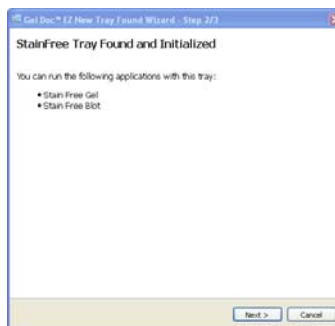 Gel Doc™ EZ New Tray Found Wizard - Step 2/3
StainFree Tray Found and Initialized
You can run the following applications with this tray:
• Stain Free Gel
• Stain Free Blot
Next >
Cancel